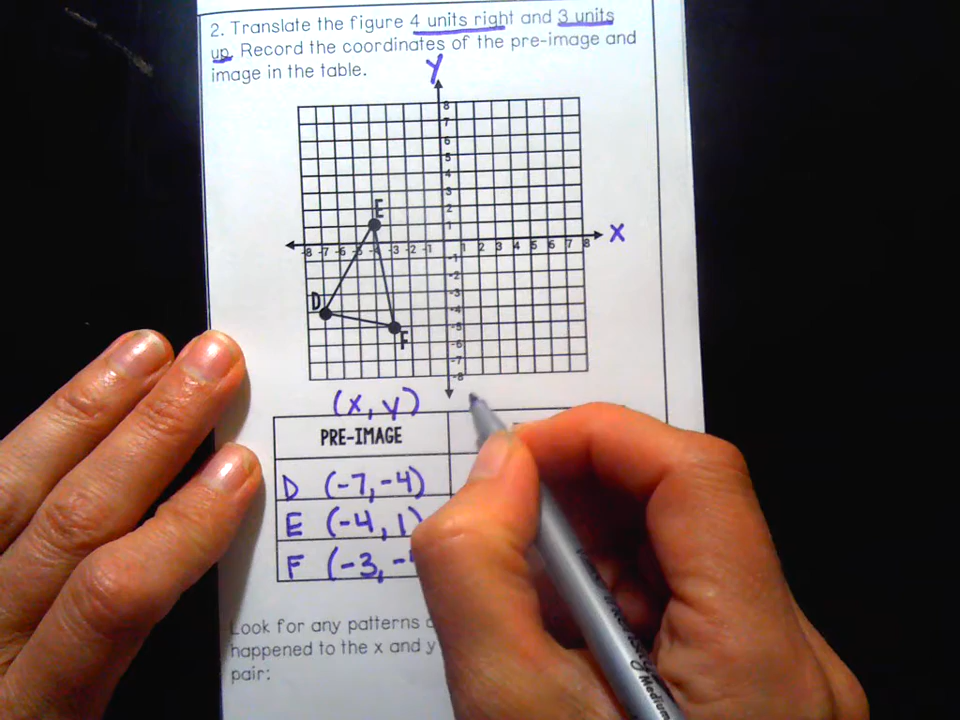 2. Translate the figure 4 units right and 3 units
up. Record the coordinates of the pre-image and
image in the table.
Y
8
7
6
5
4
3
2
E
1
X
-8 -7 -6 -5 -4 -3 -2 -1 1 2 3 4 5 6 7 8
-1
-2
D
-3
-4
-5
F
-6
-7
-8
(x, y)
PRE-IMAGE
D (-7,-4)
E (-4, 1)
F (-3, -
Look for any patterns
happened to the x and y
pair:
Medium